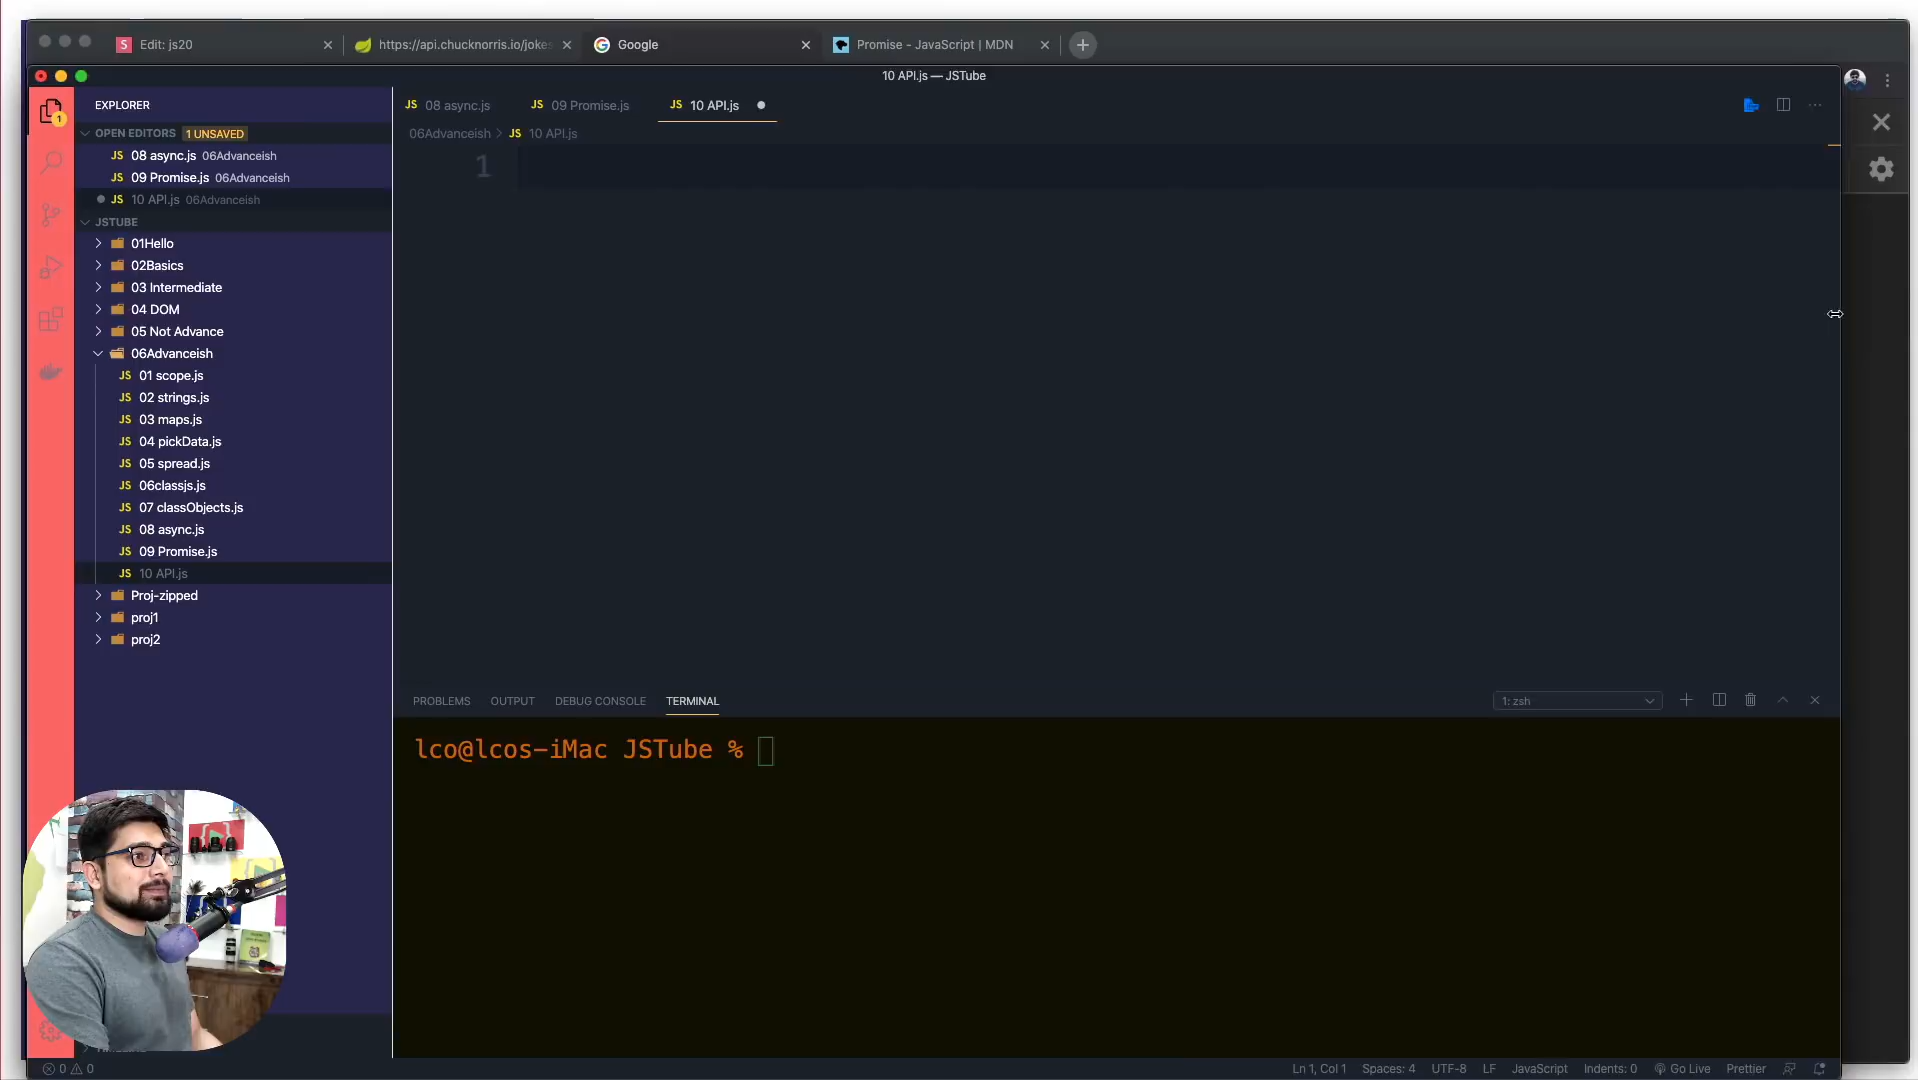 Edit: js20
https://api.chucknorris.io/jokes
Google
Promise - JavaScript | MDN
10 API.js — JSTube
EXPLORER
OPEN EDITORS 1 UNSAVED
JS 08 async.js 06Advanceish
JS 09 Promise.js 06Advanceish
JS 10 API.js 06Advanceish
JSTUBE
01Hello
02Basics
03 Intermediate
04 DOM
05 Not Advance
06Advanceish
JS 01 scope.js
JS 02 strings.js
JS 03 maps.js
JS 04 pickData.js
JS 05 spread.js
JS 06classjs.js
JS 07 classObjects.js
JS 08 async.js
JS 09 Promise.js
JS 10 API.js
Proj-zipped
proj1
proj2
JS 08 async.js JS 09 Promise.js JS 10 API.js
06Advanceish > JS 10 API.js
1
PROBLEMS OUTPUT DEBUG CONSOLE TERMINAL
1: zsh
lco@lcos-iMac JSTube %
0 0
Ln 1, Col 1 Spaces: 4 UTF-8 LF JavaScript Indents: 0 Go Live Prettier